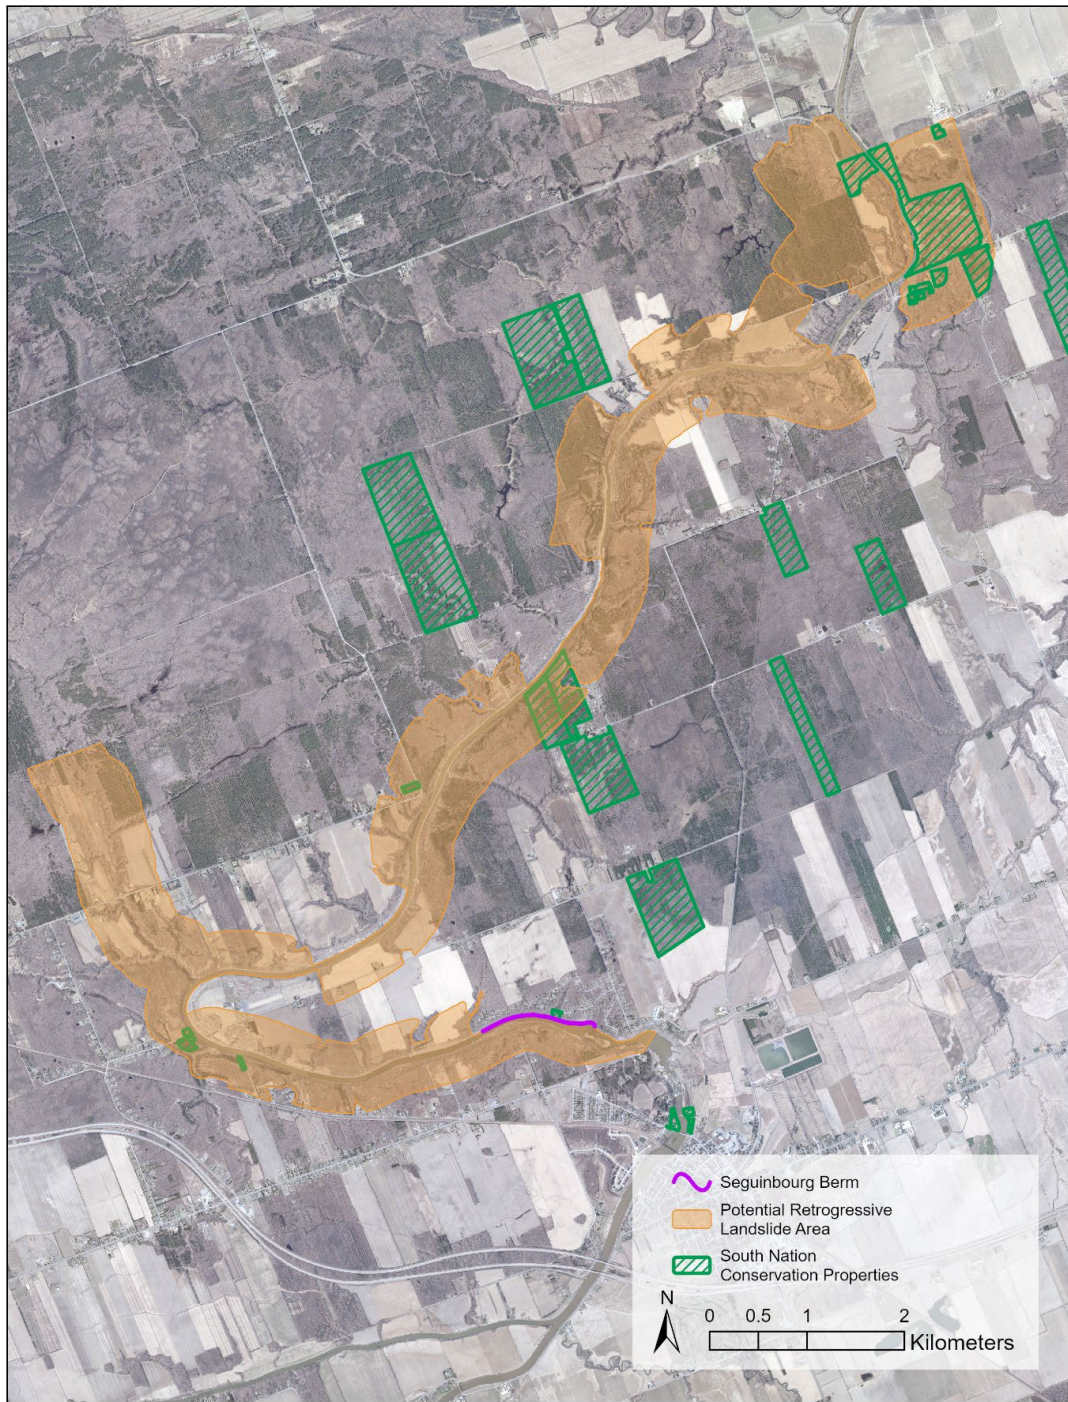 Seguinbourg Berm
Potential Retrogressive
Landslide Area
South Nation
Conservation Properties
N
0 0.5 1 2
Kilometers